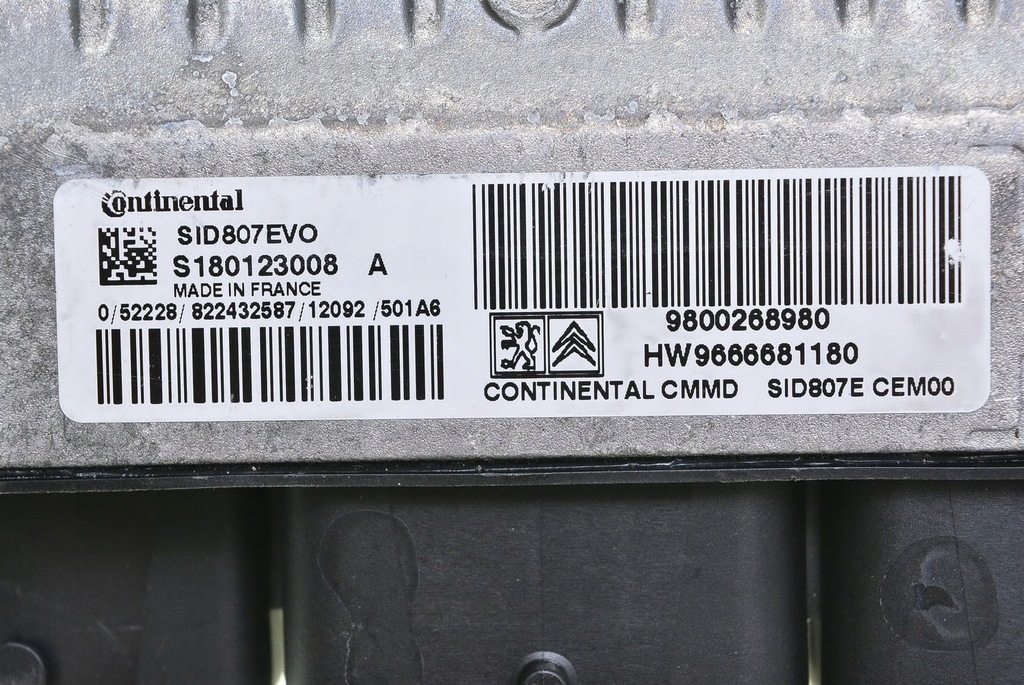 Continental
SID807EVO
S180123008 A
MADE IN FRANCE
0/52228/ 822432587/12092 /501A6
9800268980
HW9666681180
CONTINENTAL CMMD SID807E CEM00